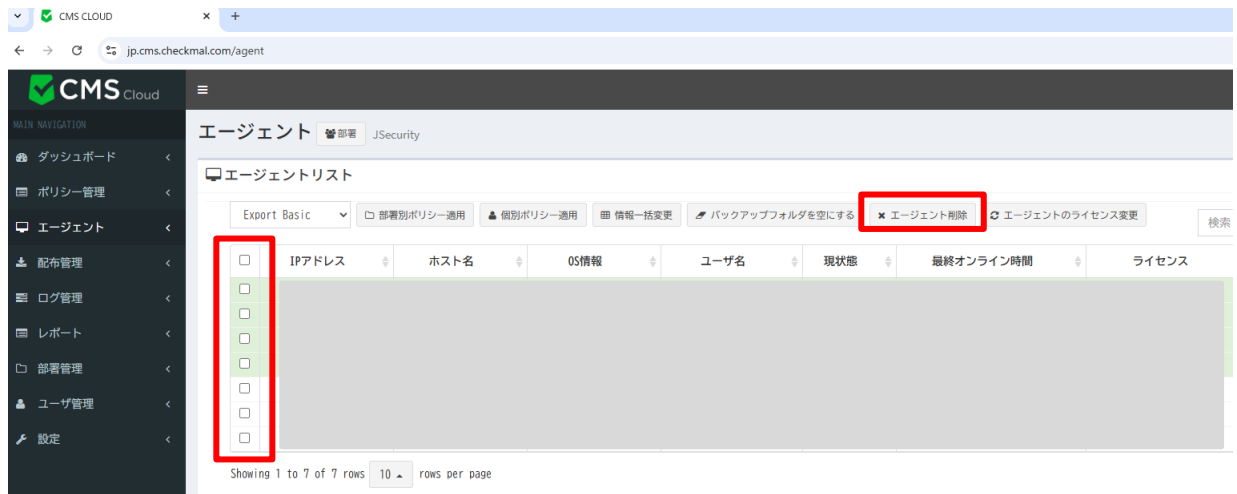 CMS CLOUD
jp.cms.checkmal.com/agent
CMS Cloud
MAIN NAVIGATION
エージェント 部署 JSecurity
ダッシュボード
エージェントリスト
ポリシー管理
Export Basic 部署別ポリシー適用 個別ポリシー適用 情報一括変更 バックアップフォルダを空にする エージェント削除 エージェントのライセンス変更 検索
エージェント
IPアドレス ホスト名 OS情報 ユーザ名 現状態 最終オンライン時間 ライセンス
配布管理
ログ管理
レポート
部署管理
ユーザ管理
設定
Showing 1 to 7 of 7 rows 10 rows per page